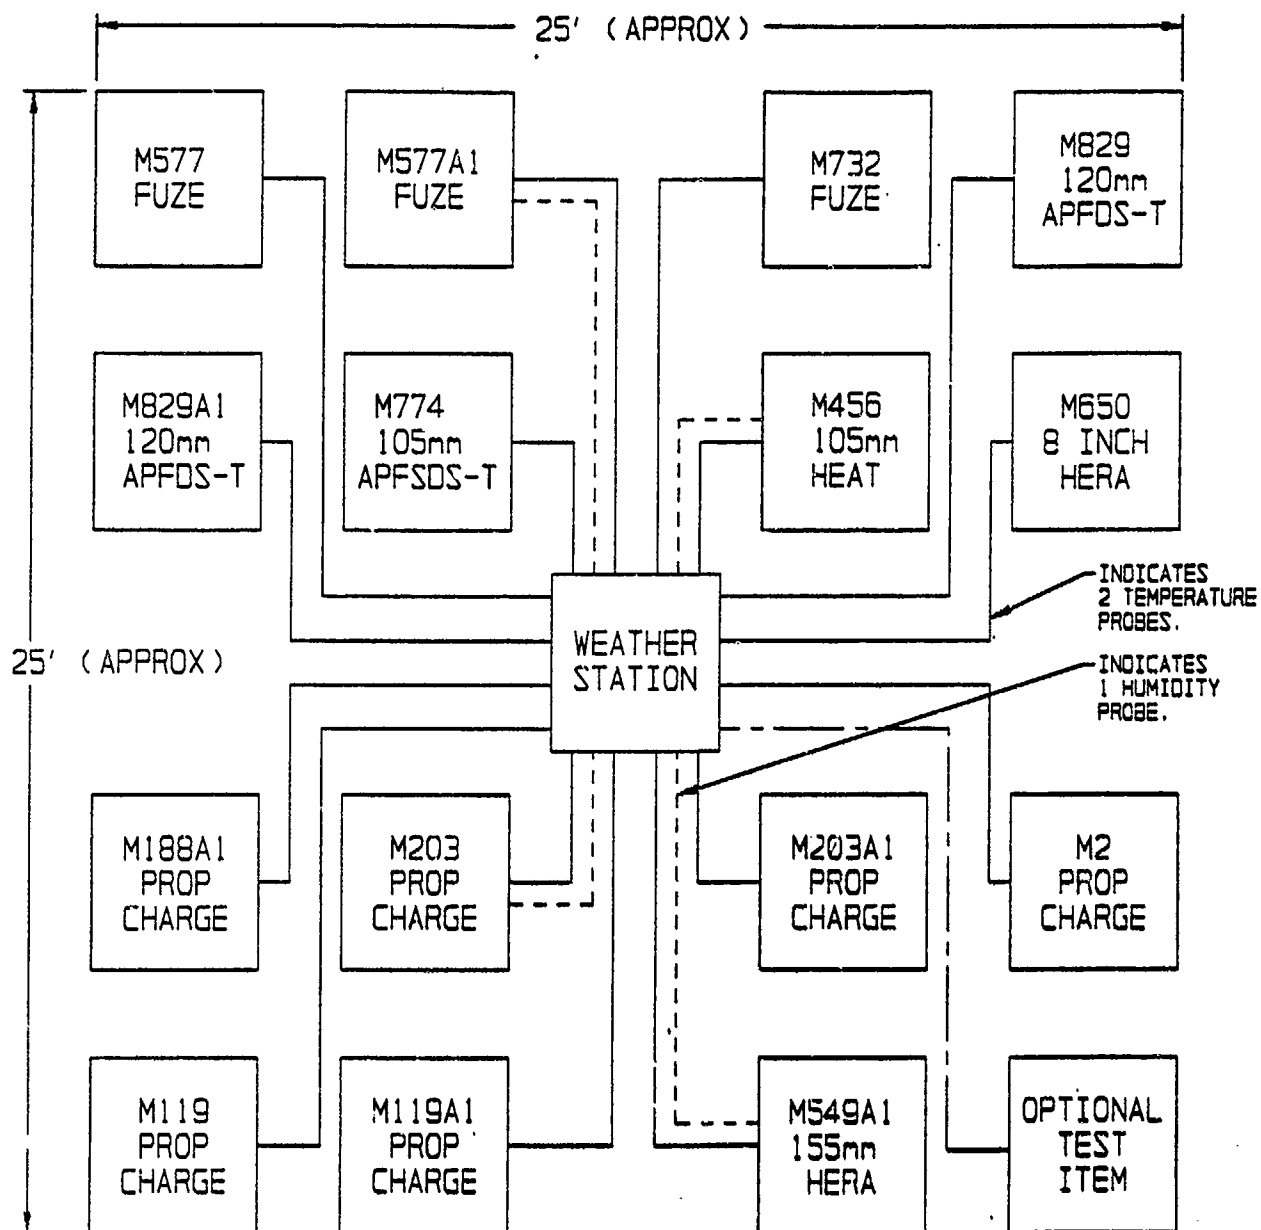 25' (APPROX)
M577
FUZE
M577A1
FUZE
M732
FUZE
M829
120mm
APFDS-T
M829A1
120mm
APFDS-T
M774
105mm
APFSDS-T
M456
105mm
HEAT
M650
8 INCH
HERA
INDICATES
2 TEMPERATURE
PROBES.
WEATHER
STATION
25' (APPROX)
INDICATES
1 HUMIDITY
PROBE.
M188A1
PROP
CHARGE
M203
PROP
CHARGE
M203A1
PROP
CHARGE
M2
PROP
CHARGE
M119
PROP
CHARGE
M119A1
PROP
CHARGE
M549A1
155mm
HERA
OPTIONAL
TEST
ITEM